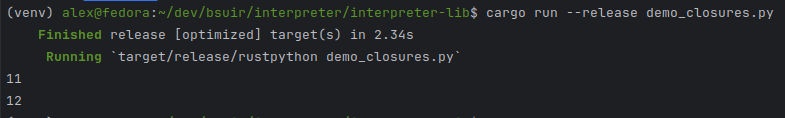 (venv) alex@fedora:~/dev/bsuir/interpreter/interpreter-lib$ cargo run --release demo_closures.py
Finished release [optimized] target(s) in 2.34s
Running `target/release/rustpython demo_closures.py`
11
12